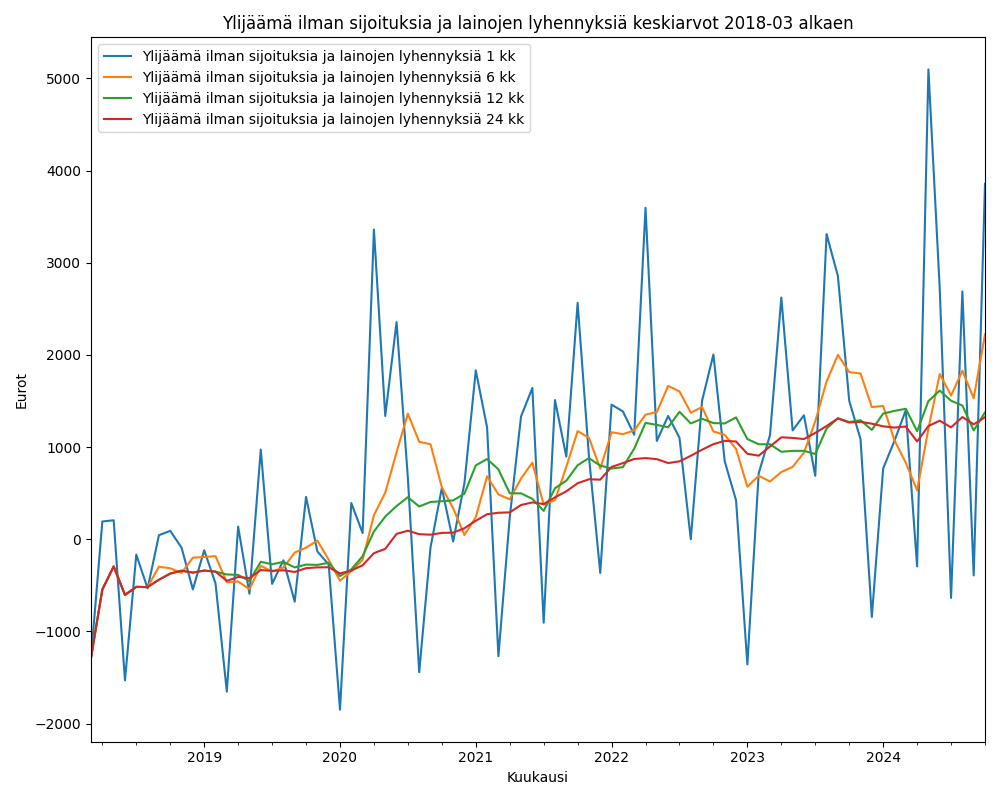 Ylijäämä ilman sijoituksia ja lainojen lyhennyksiä keskiarvot 2018-03 alkaen
Ylijäämä ilman sijoituksia ja lainojen lyhennyksiä 1 kk
Ylijäämä ilman sijoituksia ja lainojen lyhennyksiä 6 kk
Ylijäämä ilman sijoituksia ja lainojen lyhennyksiä 12 kk
Ylijäämä ilman sijoituksia ja lainojen lyhennyksiä 24 kk
5000
4000
3000
2000
1000
0
−1000
−2000
Eurot
2019 2020 2021 2022 2023 2024
Kuukausi